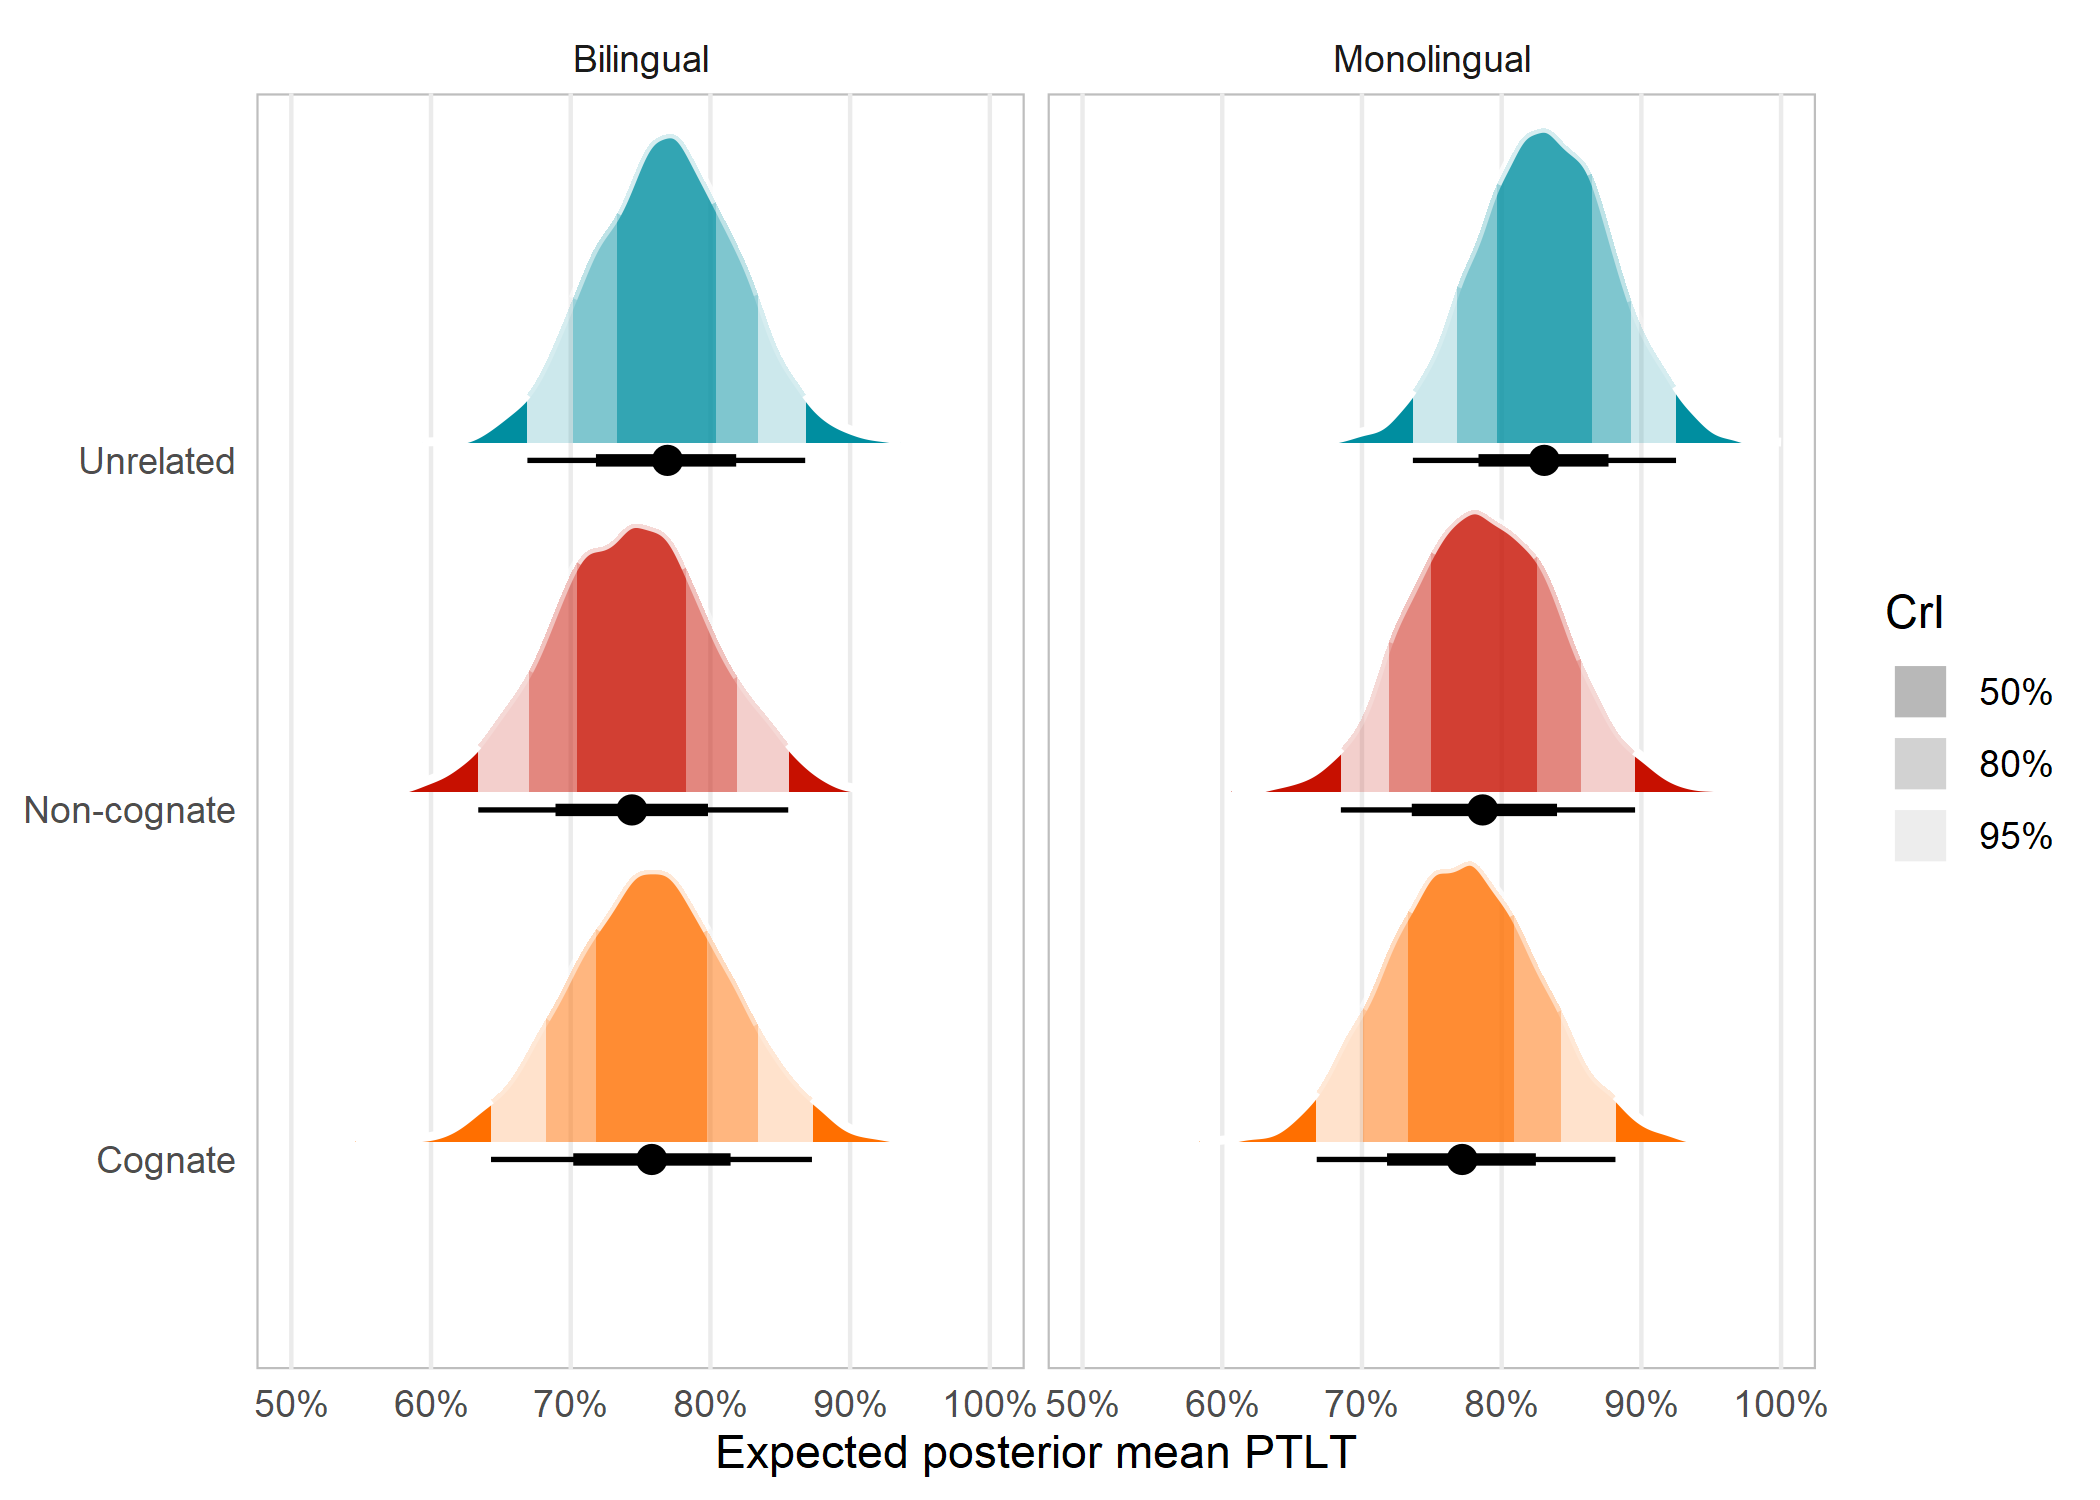 Bilingual
Monolingual
Unrelated
Non-cognate
Cognate
CrI
50%
80%
95%
50% 60% 70% 80% 90% 100% 50% 60% 70% 80% 90% 100%
Expected posterior mean PTLT